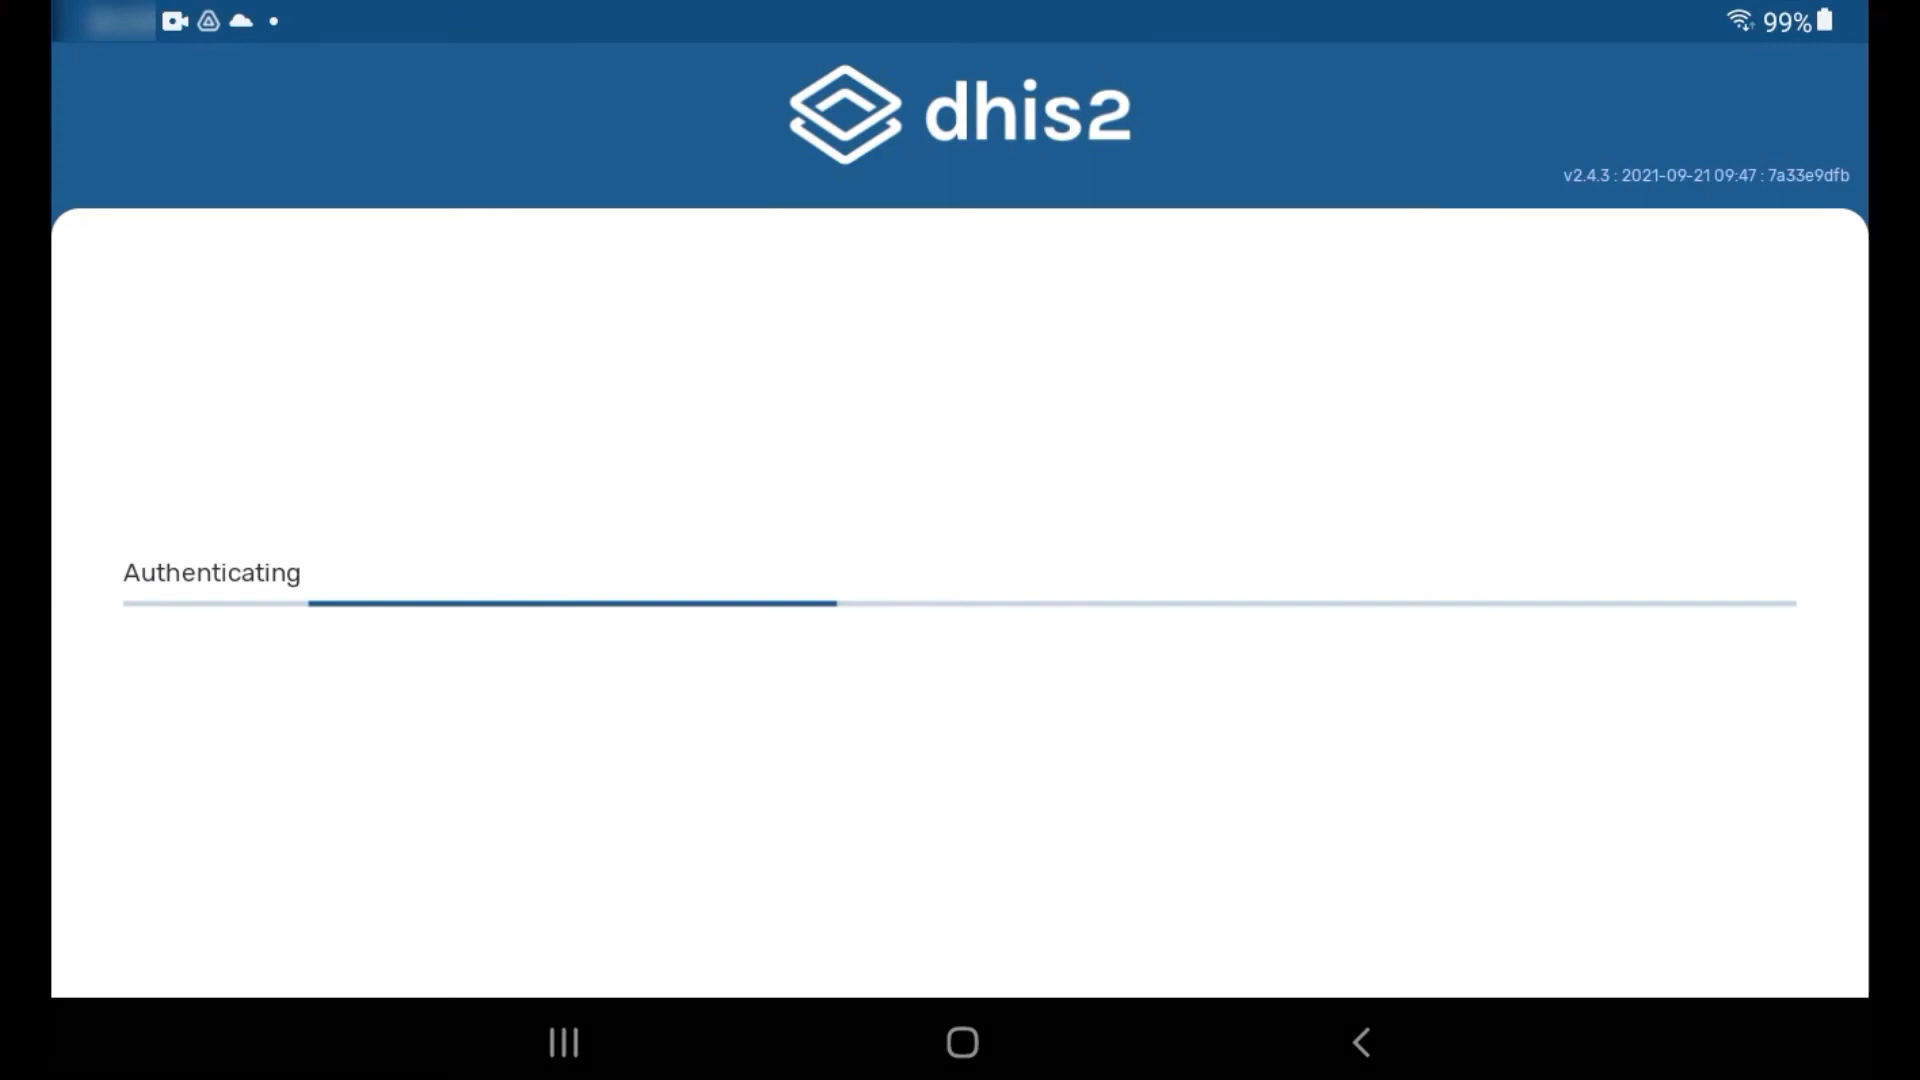 99%
dhis2
v2.4.3 : 2021-09-21 09:47 : 7a33e9dfb
Authenticating